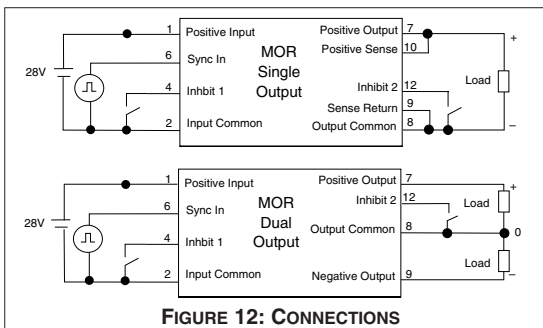 1 Positive Input
6 Sync In
4 Inhbit 1
2 Input Common
28V
MOR
Single
Output
Positive Output 7
Positive Sense 10
Inhibit 2 12
Sense Return 9
Output Common 8
+
Load
–
1 Positive Input
6 Sync In
4 Inhbit 1
2 Input Common
28V
MOR
Dual
Output
Positive Output 7
Inhibit 2 12
Output Common 8
Negative Output 9
+
Load
0
Load
–
FIGURE 12: CONNECTIONS